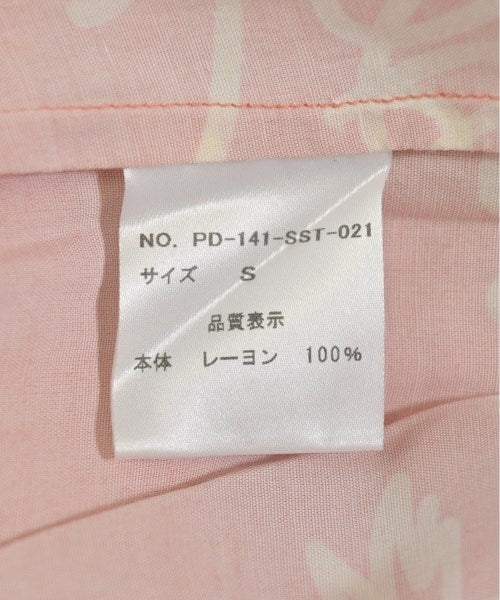 NO. PD-141-SST-021
サイズ S
品質表示
本体 レーヨン 100%